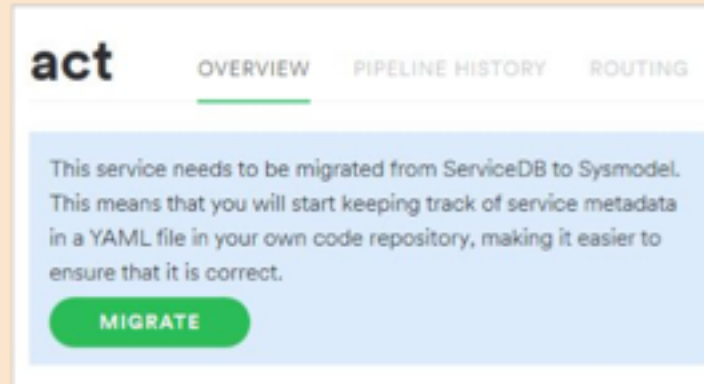 act
OVERVIEW PIPELINE HISTORY ROUTING
This service needs to be migrated from ServiceDB to Sysmodel.
This means that you will start keeping track of service metadata
in a YAML file in your own code repository, making it easier to
ensure that it is correct.
MIGRATE